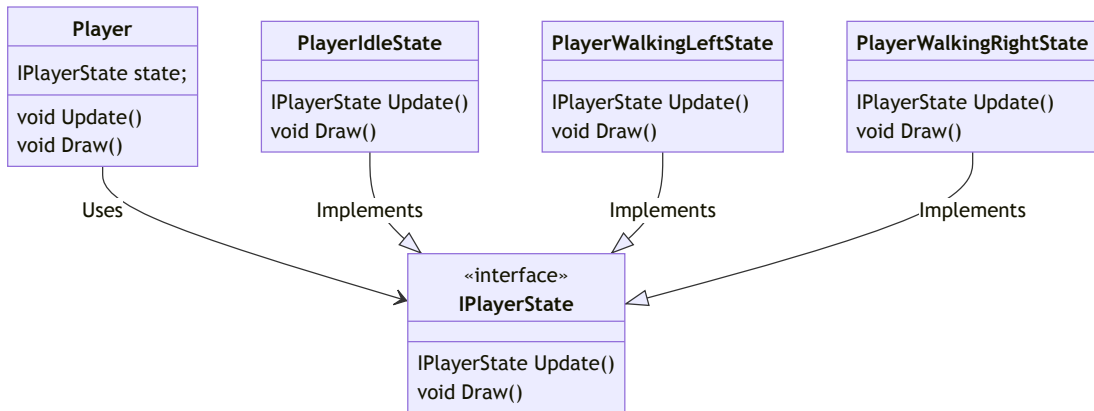 Player
IPlayerState state;
void Update()
void Draw()
PlayerIdleState
IPlayerState Update()
void Draw()
PlayerWalkingLeftState
IPlayerState Update()
void Draw()
PlayerWalkingRightState
IPlayerState Update()
void Draw()
Uses
Implements
Implements
Implements
«interface»
IPlayerState
IPlayerState Update()
void Draw()